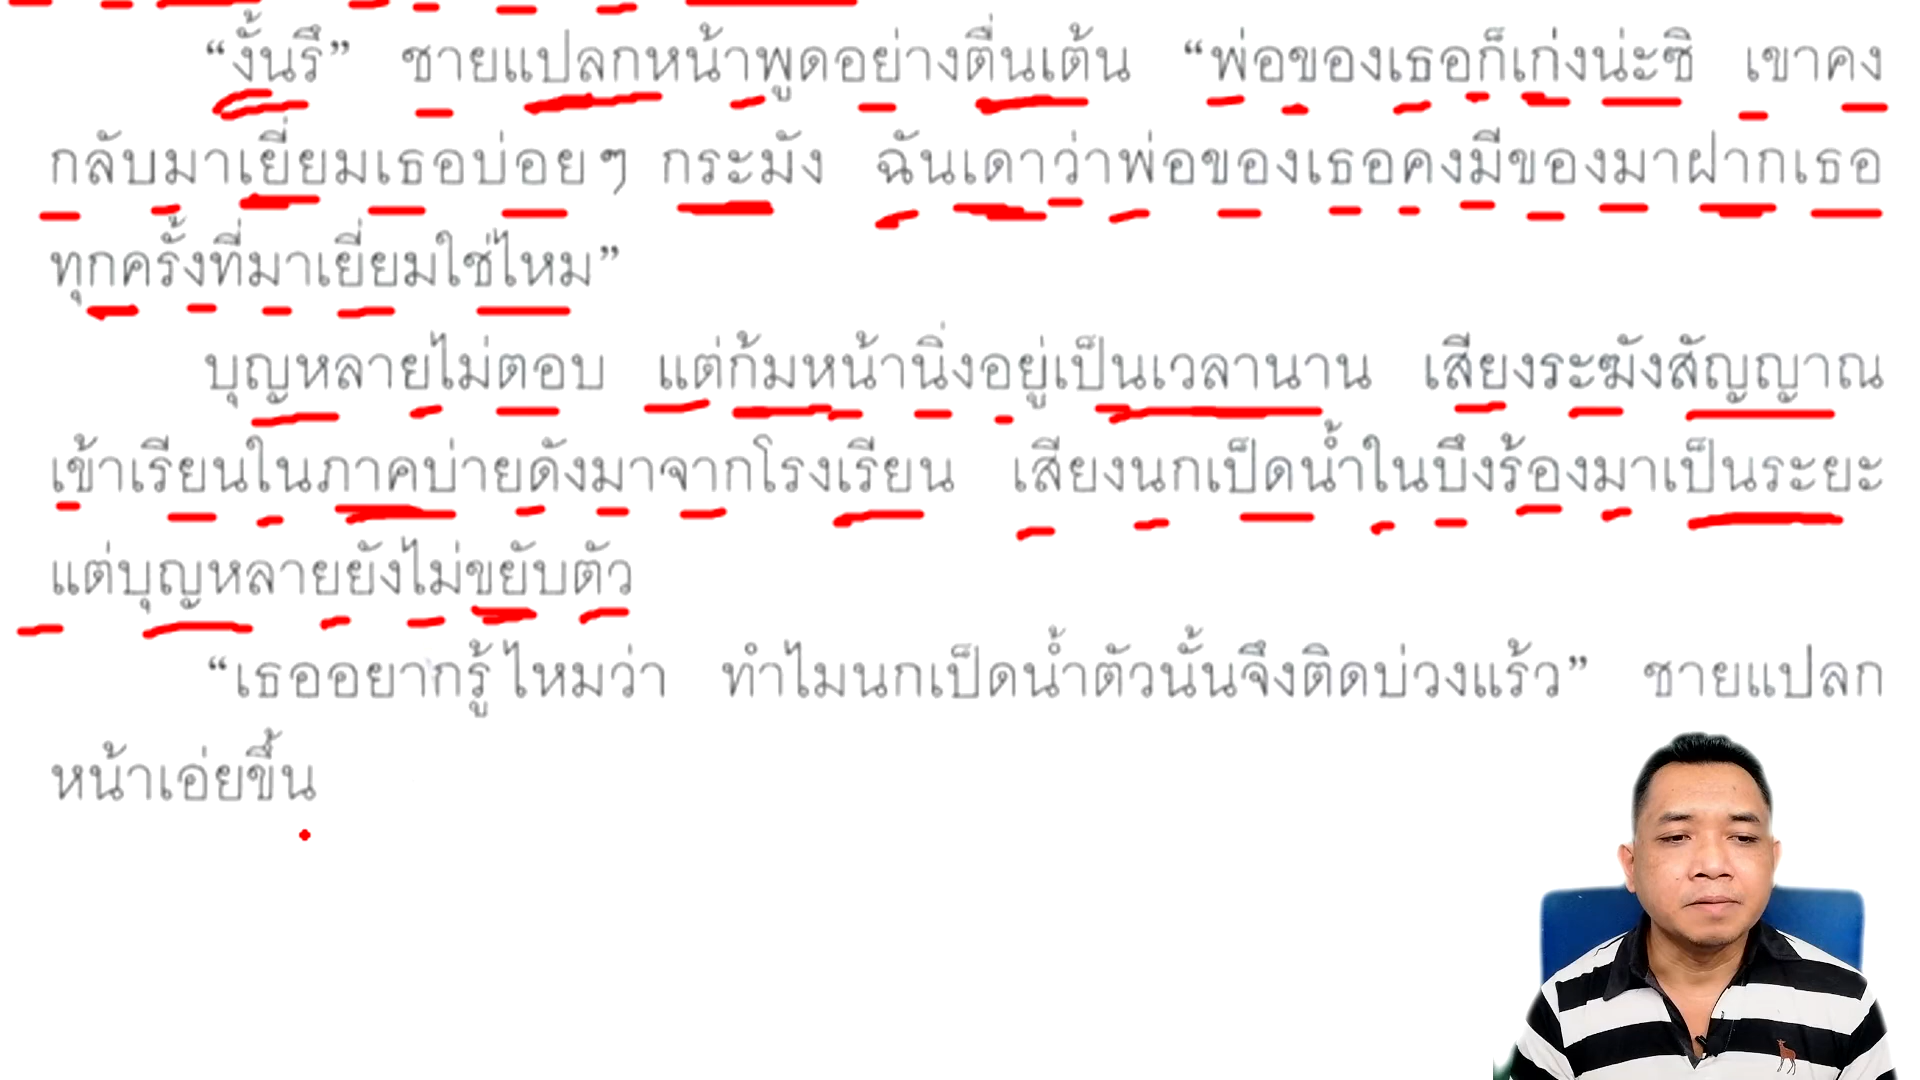 “งั้นรึ” ชายแปลกหน้าพูดอย่างตื่นเต้น “พ่อของเธอก็เก่งน่ะซิ เขาคง
กลับมาเยี่ยมเธอบ่อยๆ กระมัง ฉันเดาว่าพ่อของเธอคงมีของมาฝากเธอ
ทุกครั้งที่มาเยี่ยมใช่ไหม”
บุญหลายไม่ตอบ แต่ก้มหน้านิ่งอยู่เป็นเวลานาน เสียงระฆังสัญญาณ
เข้าเรียนในภาคบ่ายดังมาจากโรงเรียน เสียงนกเป็ดน้ำในบึงร้องมาเป็นระยะ
แต่บุญหลายยังไม่ขยับตัว
“เธออยากรู้ไหมว่า ทำไมนกเป็ดน้ำตัวนั้นจึงติดบ่วงแร้ว” ชายแปลก
หน้าเอ่ยขึ้น